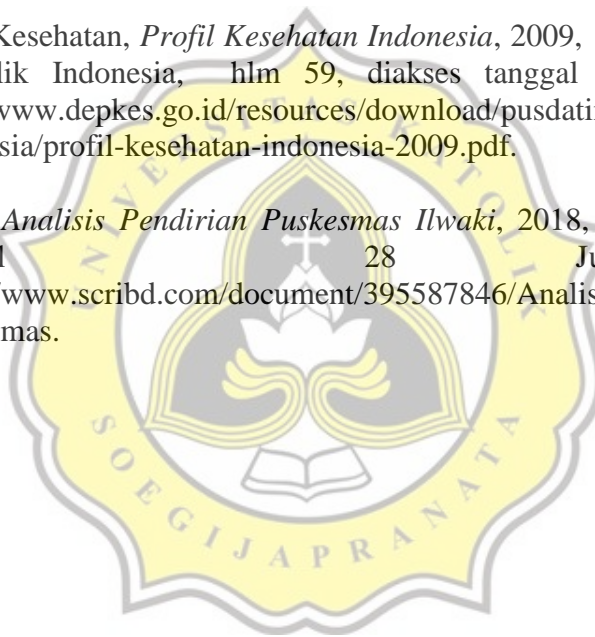 Kesehatan, Profil Kesehatan Indonesia, 2009,
lik Indonesia, hlm 59, diakses tanggal
www.depkes.go.id/resources/download/pusdati
sia/profil-kesehatan-indonesia-2009.pdf.
Analisis Pendirian Puskesmas Ilwaki, 2018,
28 Ju
/www.scribd.com/document/395587846/Analis
mas.
UNIVERSITAS KATOLIK
SOEGIJAPRANATA